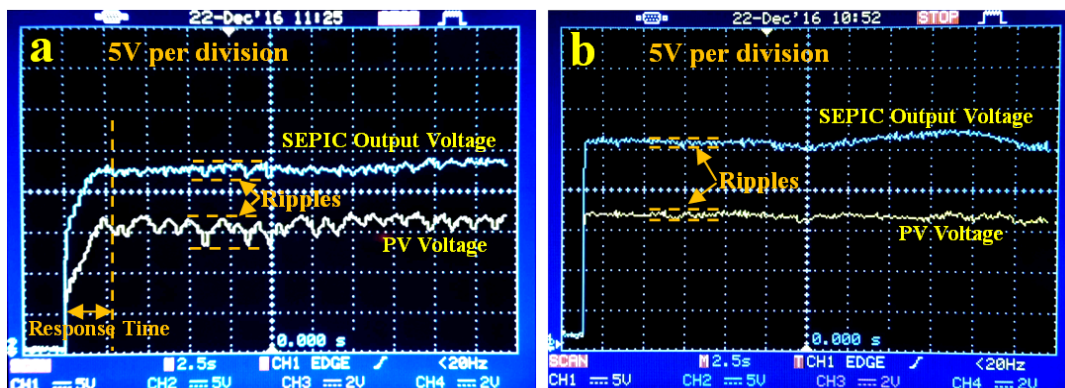 22-Dec'16 11:25
a
5V per division
SEPIC Output Voltage
Ripples
PV Voltage
Response Time
0.000 s
2.5s
CH1 EDGE
<20Hz
CH1 5V
CH2 5V
CH3 2V
CH4 2V
22-Dec'16 10:52
STOP
b
5V per division
SEPIC Output Voltage
Ripples
PV Voltage
0.000 s
SCAN
M 2.5s
T CH1 EDGE
<20Hz
CH1 5V
CH2 5V
CH3 2V
CH4 2V